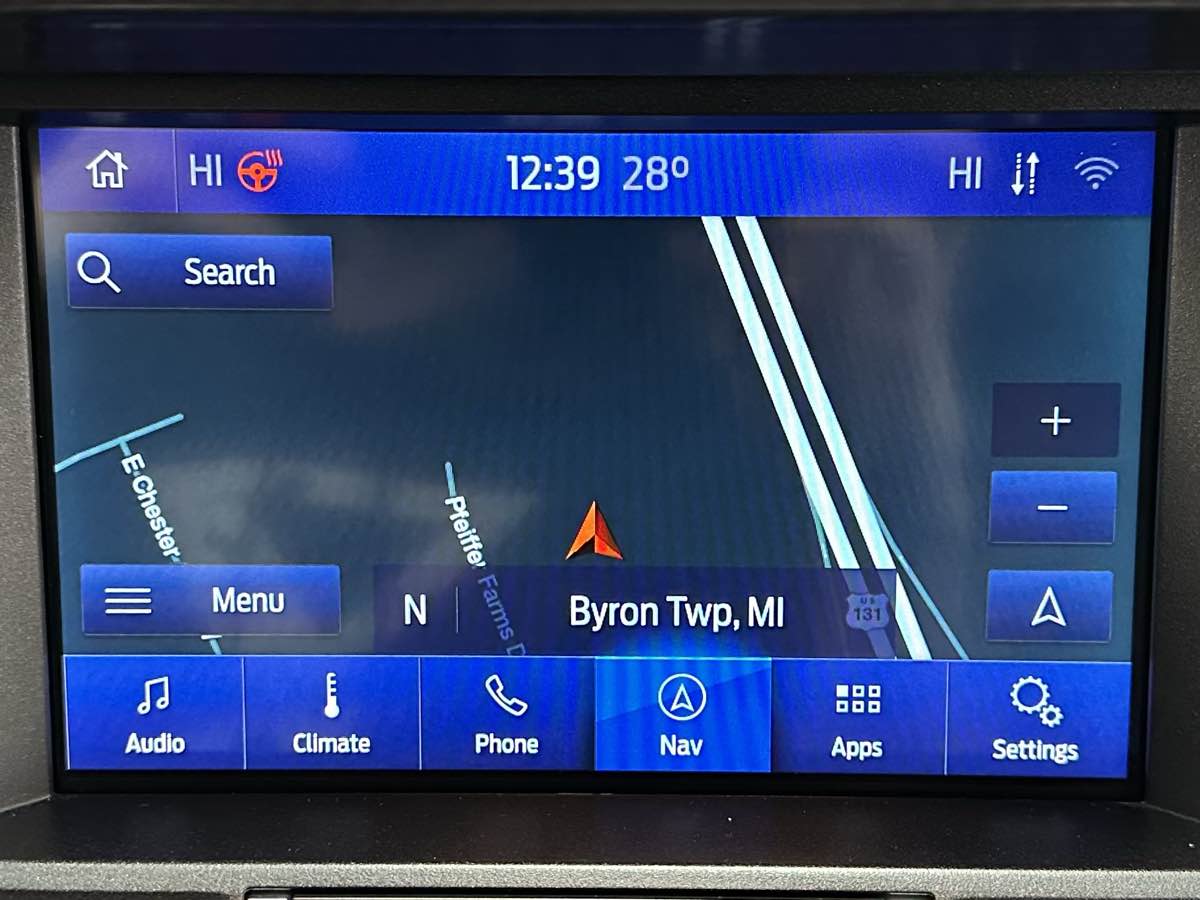 HI
12:39 28°
HI
Search
E Chester
Pfeiffer Farms D
+
−
Menu
N
Byron Twp, MI
US
131
Audio
Climate
Phone
Nav
Apps
Settings